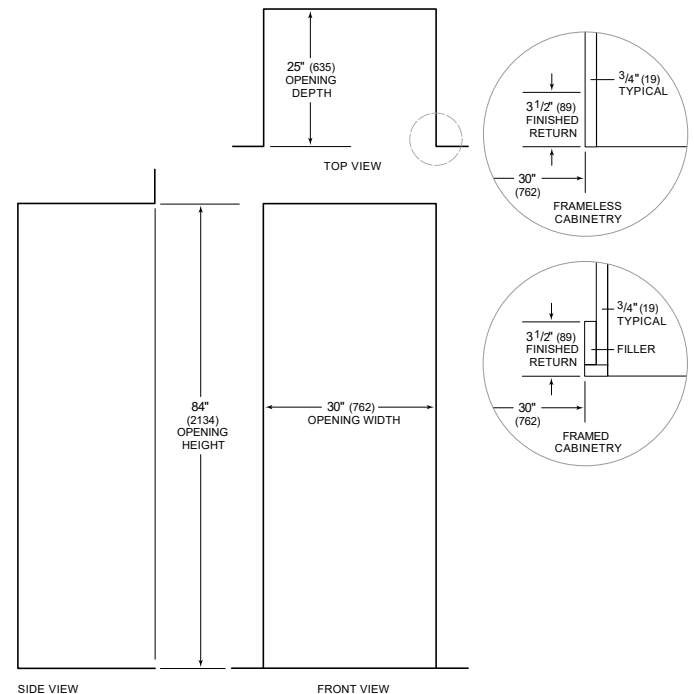 25" (635)
OPENING
DEPTH
TOP VIEW
3/4" (19)
TYPICAL
3 1/2" (89)
FINISHED
RETURN
30"
(762)
FRAMELESS
CABINETRY
3/4" (19)
TYPICAL
3 1/2" (89)
FINISHED
RETURN
FILLER
30"
(762)
FRAMED
CABINETRY
84"
(2134)
OPENING
HEIGHT
30" (762)
OPENING WIDTH
SIDE VIEW
FRONT VIEW